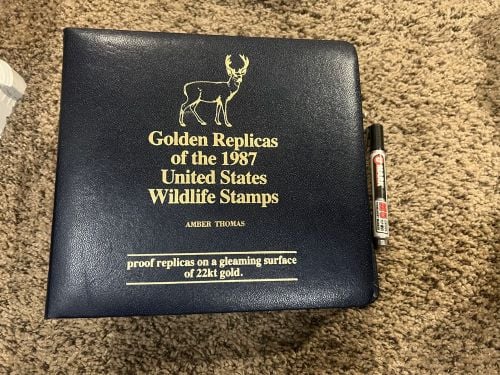 Golden Replicas
of the 1987
United States
Wildlife Stamps
AMBER THOMAS
proof replicas on a gleaming surface
of 22kt gold.